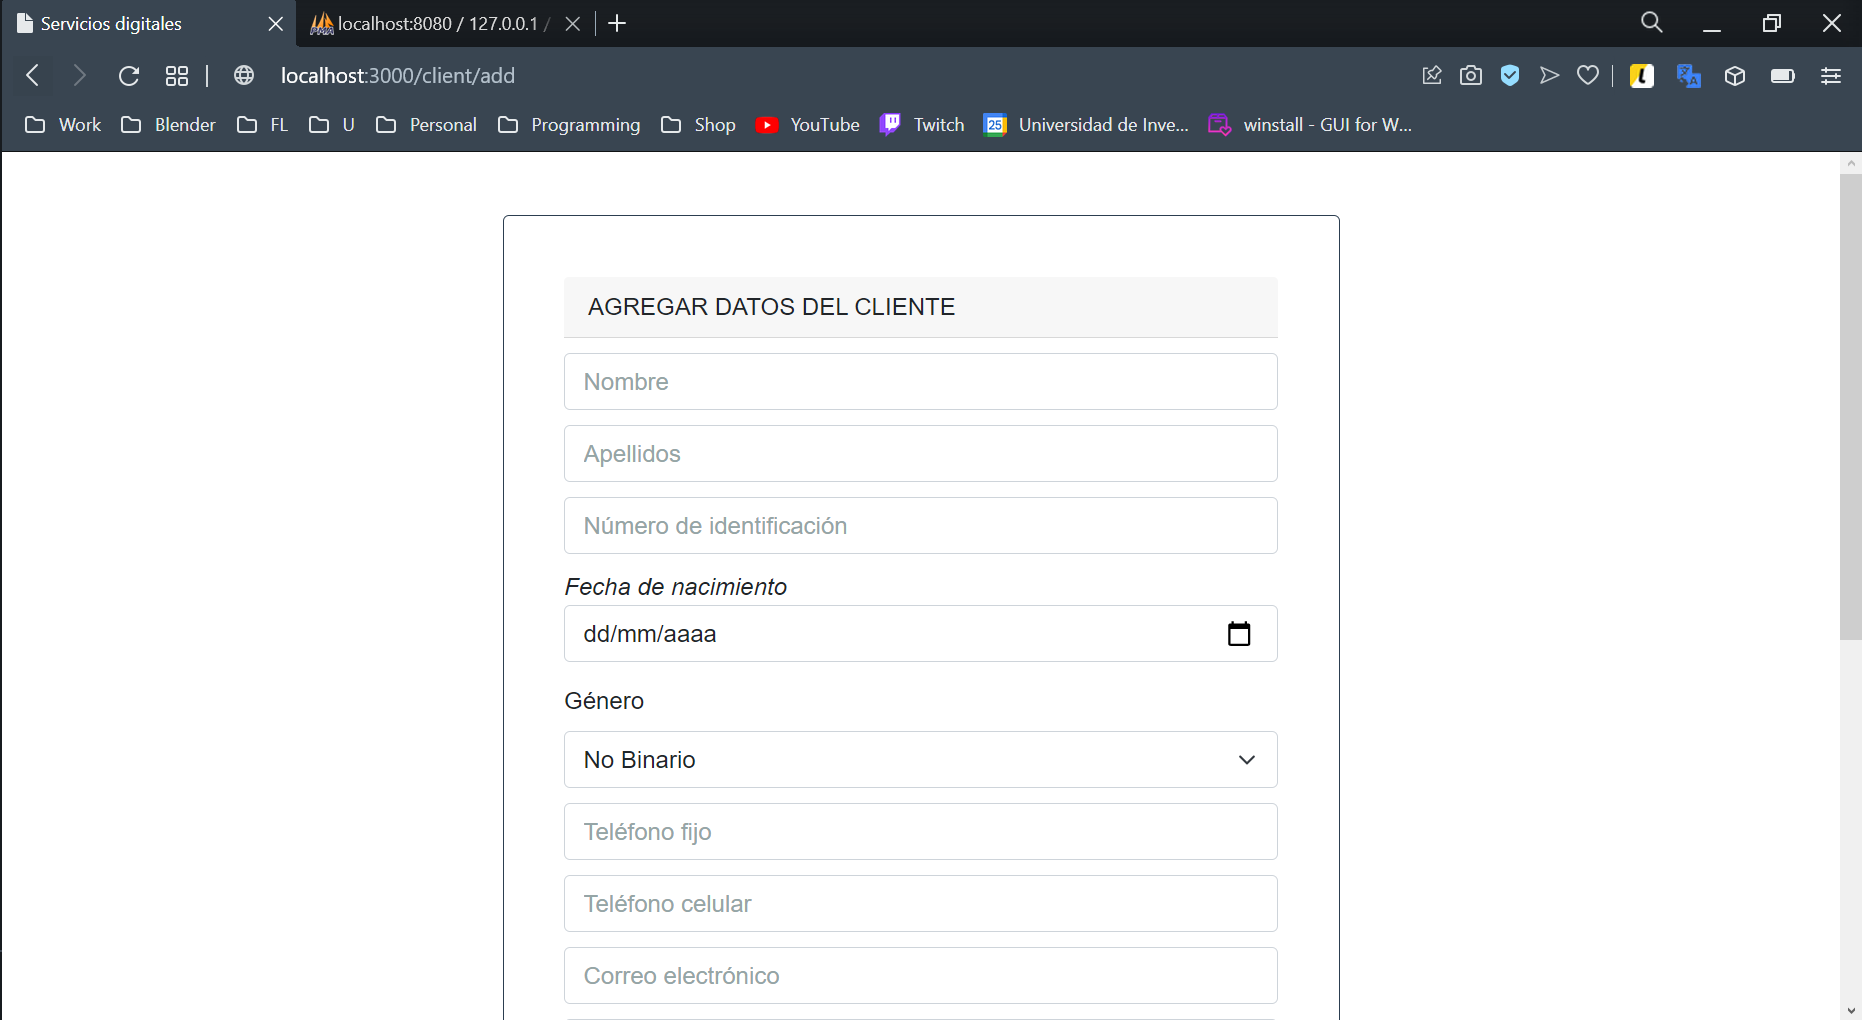 Servicios digitales
localhost:8080 / 127.0.0.1 /
localhost:3000/client/add
Work
Blender
FL
U
Personal
Programming
Shop
YouTube
Twitch
25
Universidad de Inve...
winstall - GUI for W...
AGREGAR DATOS DEL CLIENTE
Nombre
Apellidos
Número de identificación
Fecha de nacimiento
dd/mm/aaaa
Género
No Binario
Teléfono fijo
Teléfono celular
Correo electrónico